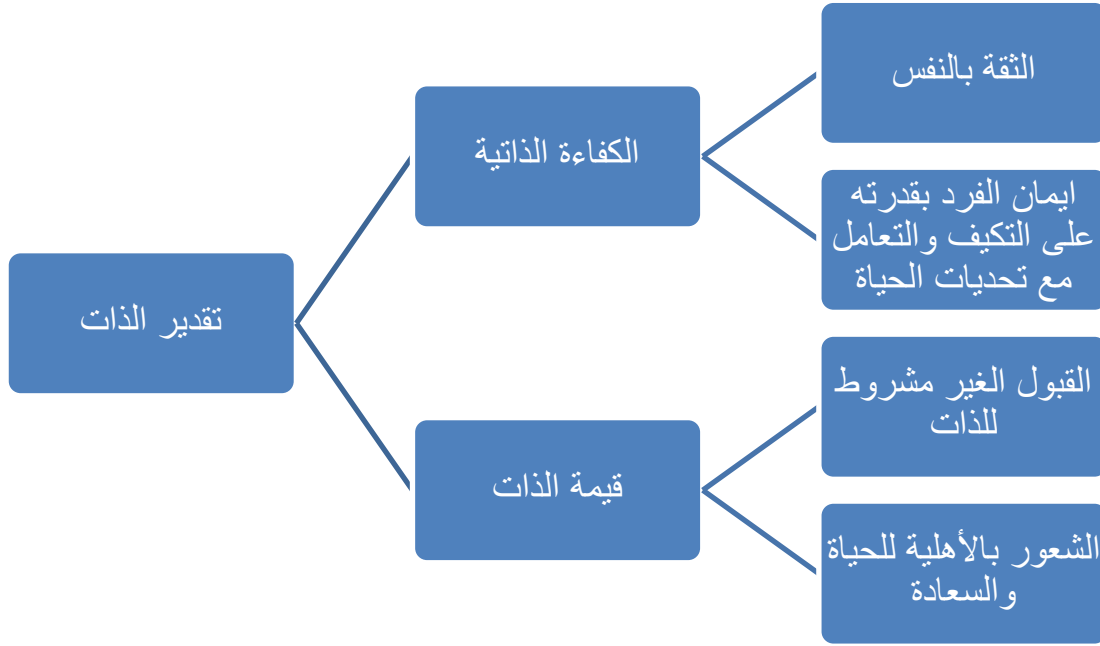 الثقة بالنفس
الكفاءة الذاتية
ايمان الفرد بقدرته
على التكيف والتعامل
مع تحديات الحياة
تقدير الذات
القبول الغير مشروط
للذات
قيمة الذات
الشعور بالأهلية للحياة
والسعادة